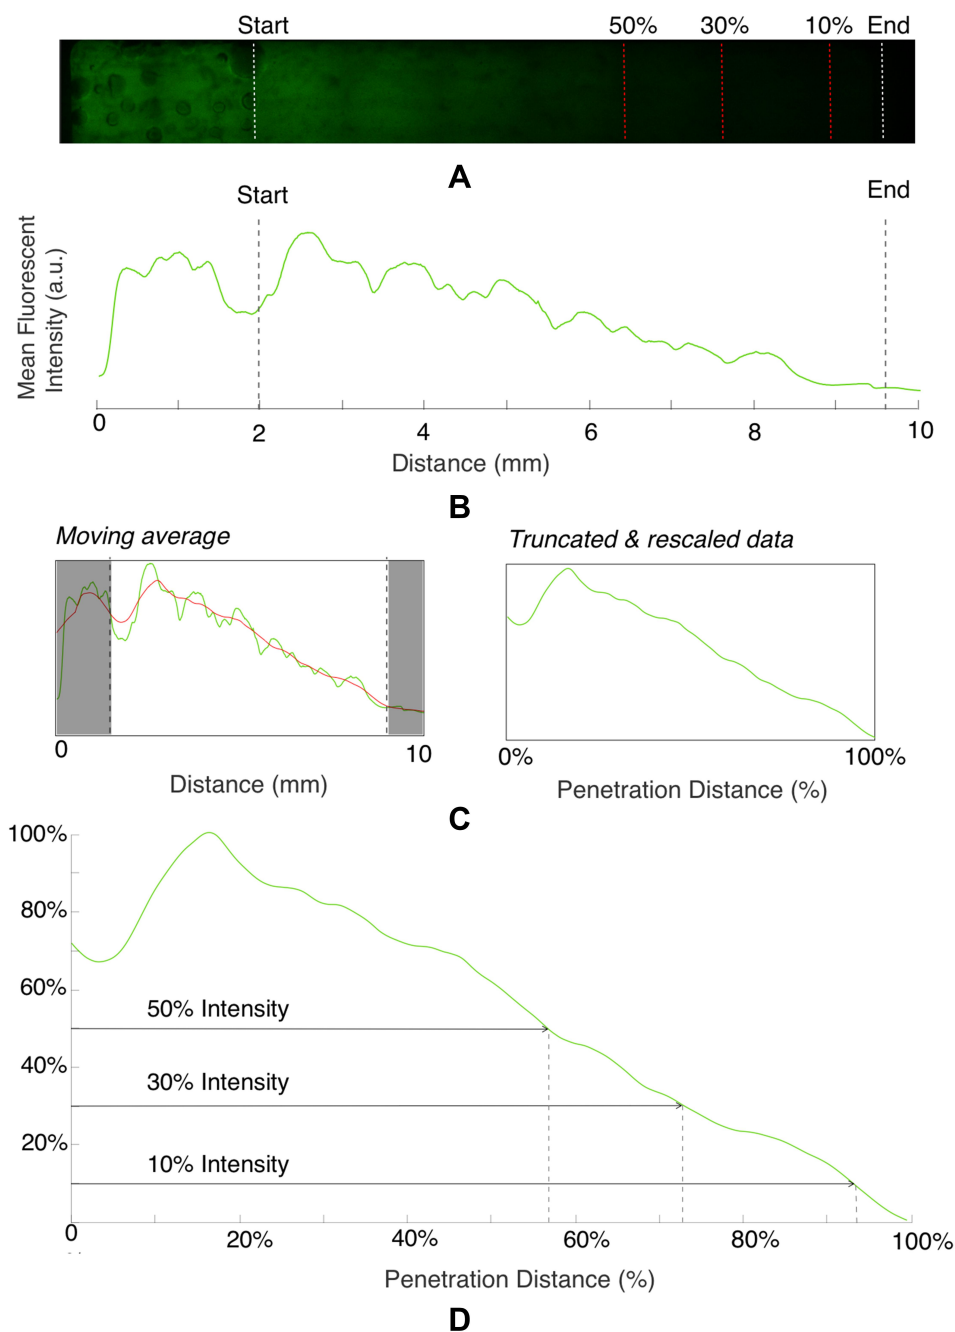 Start 50% 30% 10% End
A
Start End
Mean Fluorescent
Intensity (a.u.)
0 2 4 6 8 10
Distance (mm)
B
Moving average
0 10
Distance (mm)
Truncated & rescaled data
0% 100%
Penetration Distance (%)
C
100%
80%
60%
50% Intensity
40%
30% Intensity
20%
10% Intensity
0 20% 40% 60% 80% 100%
Penetration Distance (%)
D